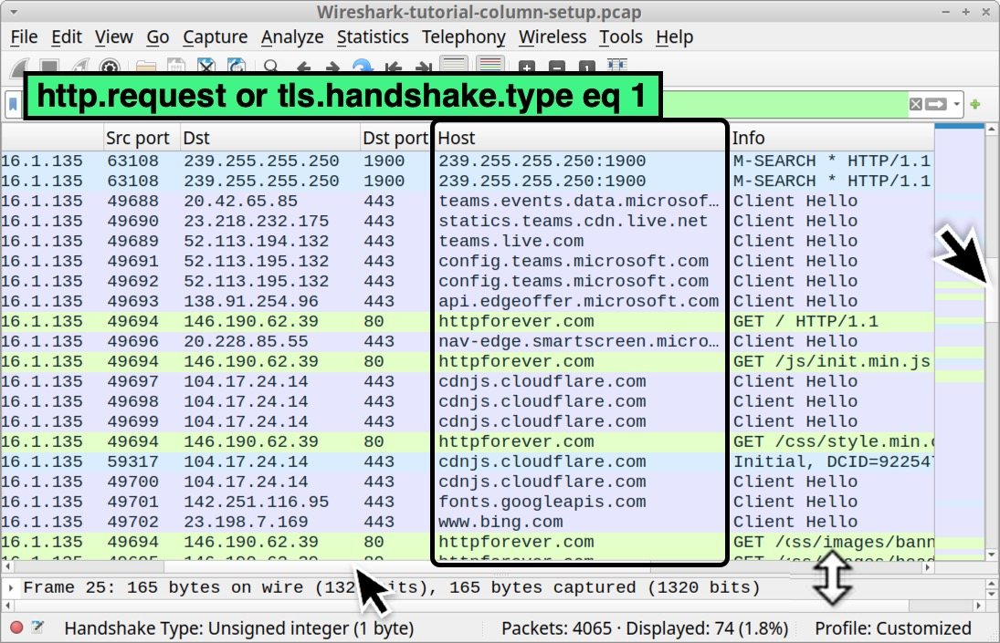 Wireshark-tutorial-column-setup.pcap
File Edit View Go Capture Analyze Statistics Telephony Wireless Tools Help
http.request or tls.handshake.type eq 1
Src port Dst Dst port Host Info
16.1.135 63108 239.255.255.250 1900 239.255.255.250:1900 M-SEARCH * HTTP/1.1
16.1.135 63108 239.255.255.250 1900 239.255.255.250:1900 M-SEARCH * HTTP/1.1
16.1.135 49688 20.42.65.85 443 teams.events.data.microsof… Client Hello
16.1.135 49690 23.218.232.175 443 statics.teams.cdn.live.net Client Hello
16.1.135 49689 52.113.194.132 443 teams.live.com Client Hello
16.1.135 49691 52.113.195.132 443 config.teams.microsoft.com Client Hello
16.1.135 49692 52.113.195.132 443 config.teams.microsoft.com Client Hello
16.1.135 49693 138.91.254.96 443 api.edgeoffer.microsoft.com Client Hello
16.1.135 49694 146.190.62.39 80 httpforever.com GET / HTTP/1.1
16.1.135 49696 20.228.85.55 443 nav-edge.smartscreen.micro… Client Hello
16.1.135 49694 146.190.62.39 80 httpforever.com GET /js/init.min.js
16.1.135 49697 104.17.24.14 443 cdnjs.cloudflare.com Client Hello
16.1.135 49698 104.17.24.14 443 cdnjs.cloudflare.com Client Hello
16.1.135 49699 104.17.24.14 443 cdnjs.cloudflare.com Client Hello
16.1.135 49694 146.190.62.39 80 httpforever.com GET /css/style.min.c
16.1.135 59317 104.17.24.14 443 cdnjs.cloudflare.com Initial, DCID=922547
16.1.135 49700 104.17.24.14 443 cdnjs.cloudflare.com Client Hello
16.1.135 49701 142.251.116.95 443 fonts.googleapis.com Client Hello
16.1.135 49702 23.198.7.169 443 www.bing.com Client Hello
16.1.135 49694 146.190.62.39 80 httpforever.com GET /css/images/bann
Frame 25: 165 bytes on wire (1320 bits), 165 bytes captured (1320 bits)
Handshake Type: Unsigned integer (1 byte) Packets: 4065 · Displayed: 74 (1.8%) Profile: Customized